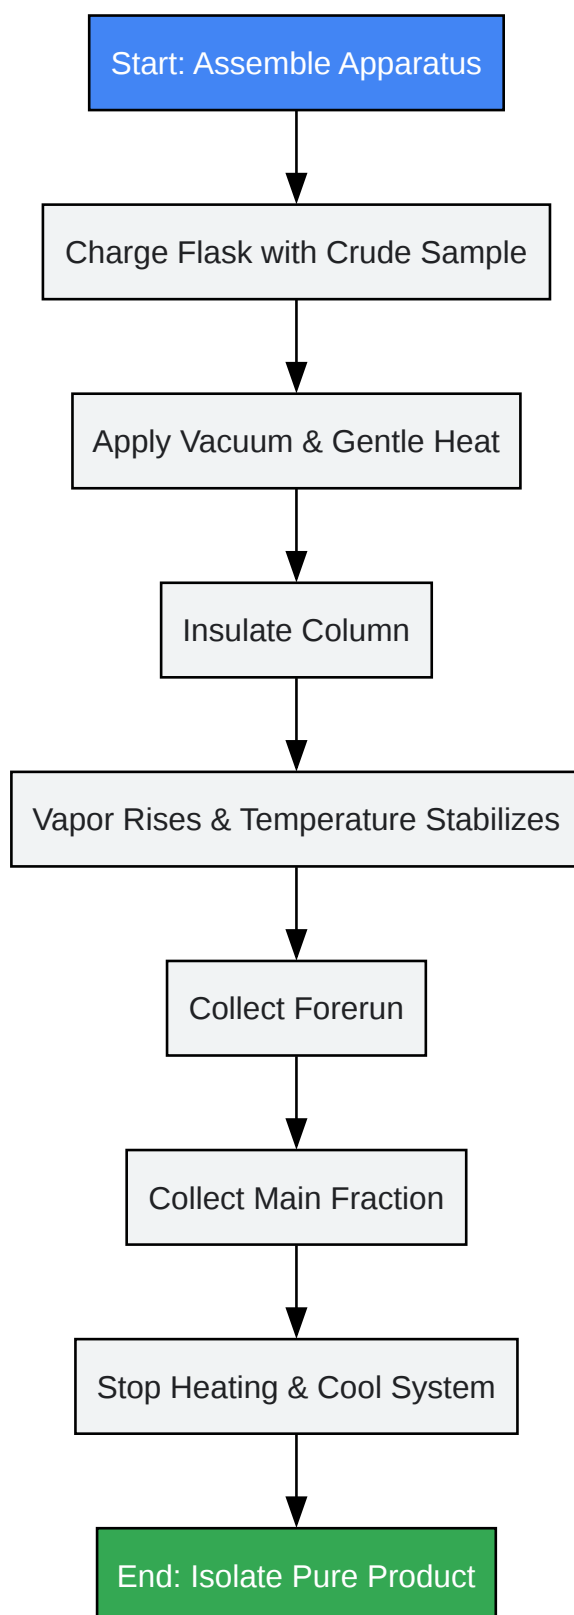 Start: Assemble Apparatus
Charge Flask with Crude Sample
Apply Vacuum & Gentle Heat
Insulate Column
Vapor Rises & Temperature Stabilizes
Collect Forerun
Collect Main Fraction
Stop Heating & Cool System
End: Isolate Pure Product